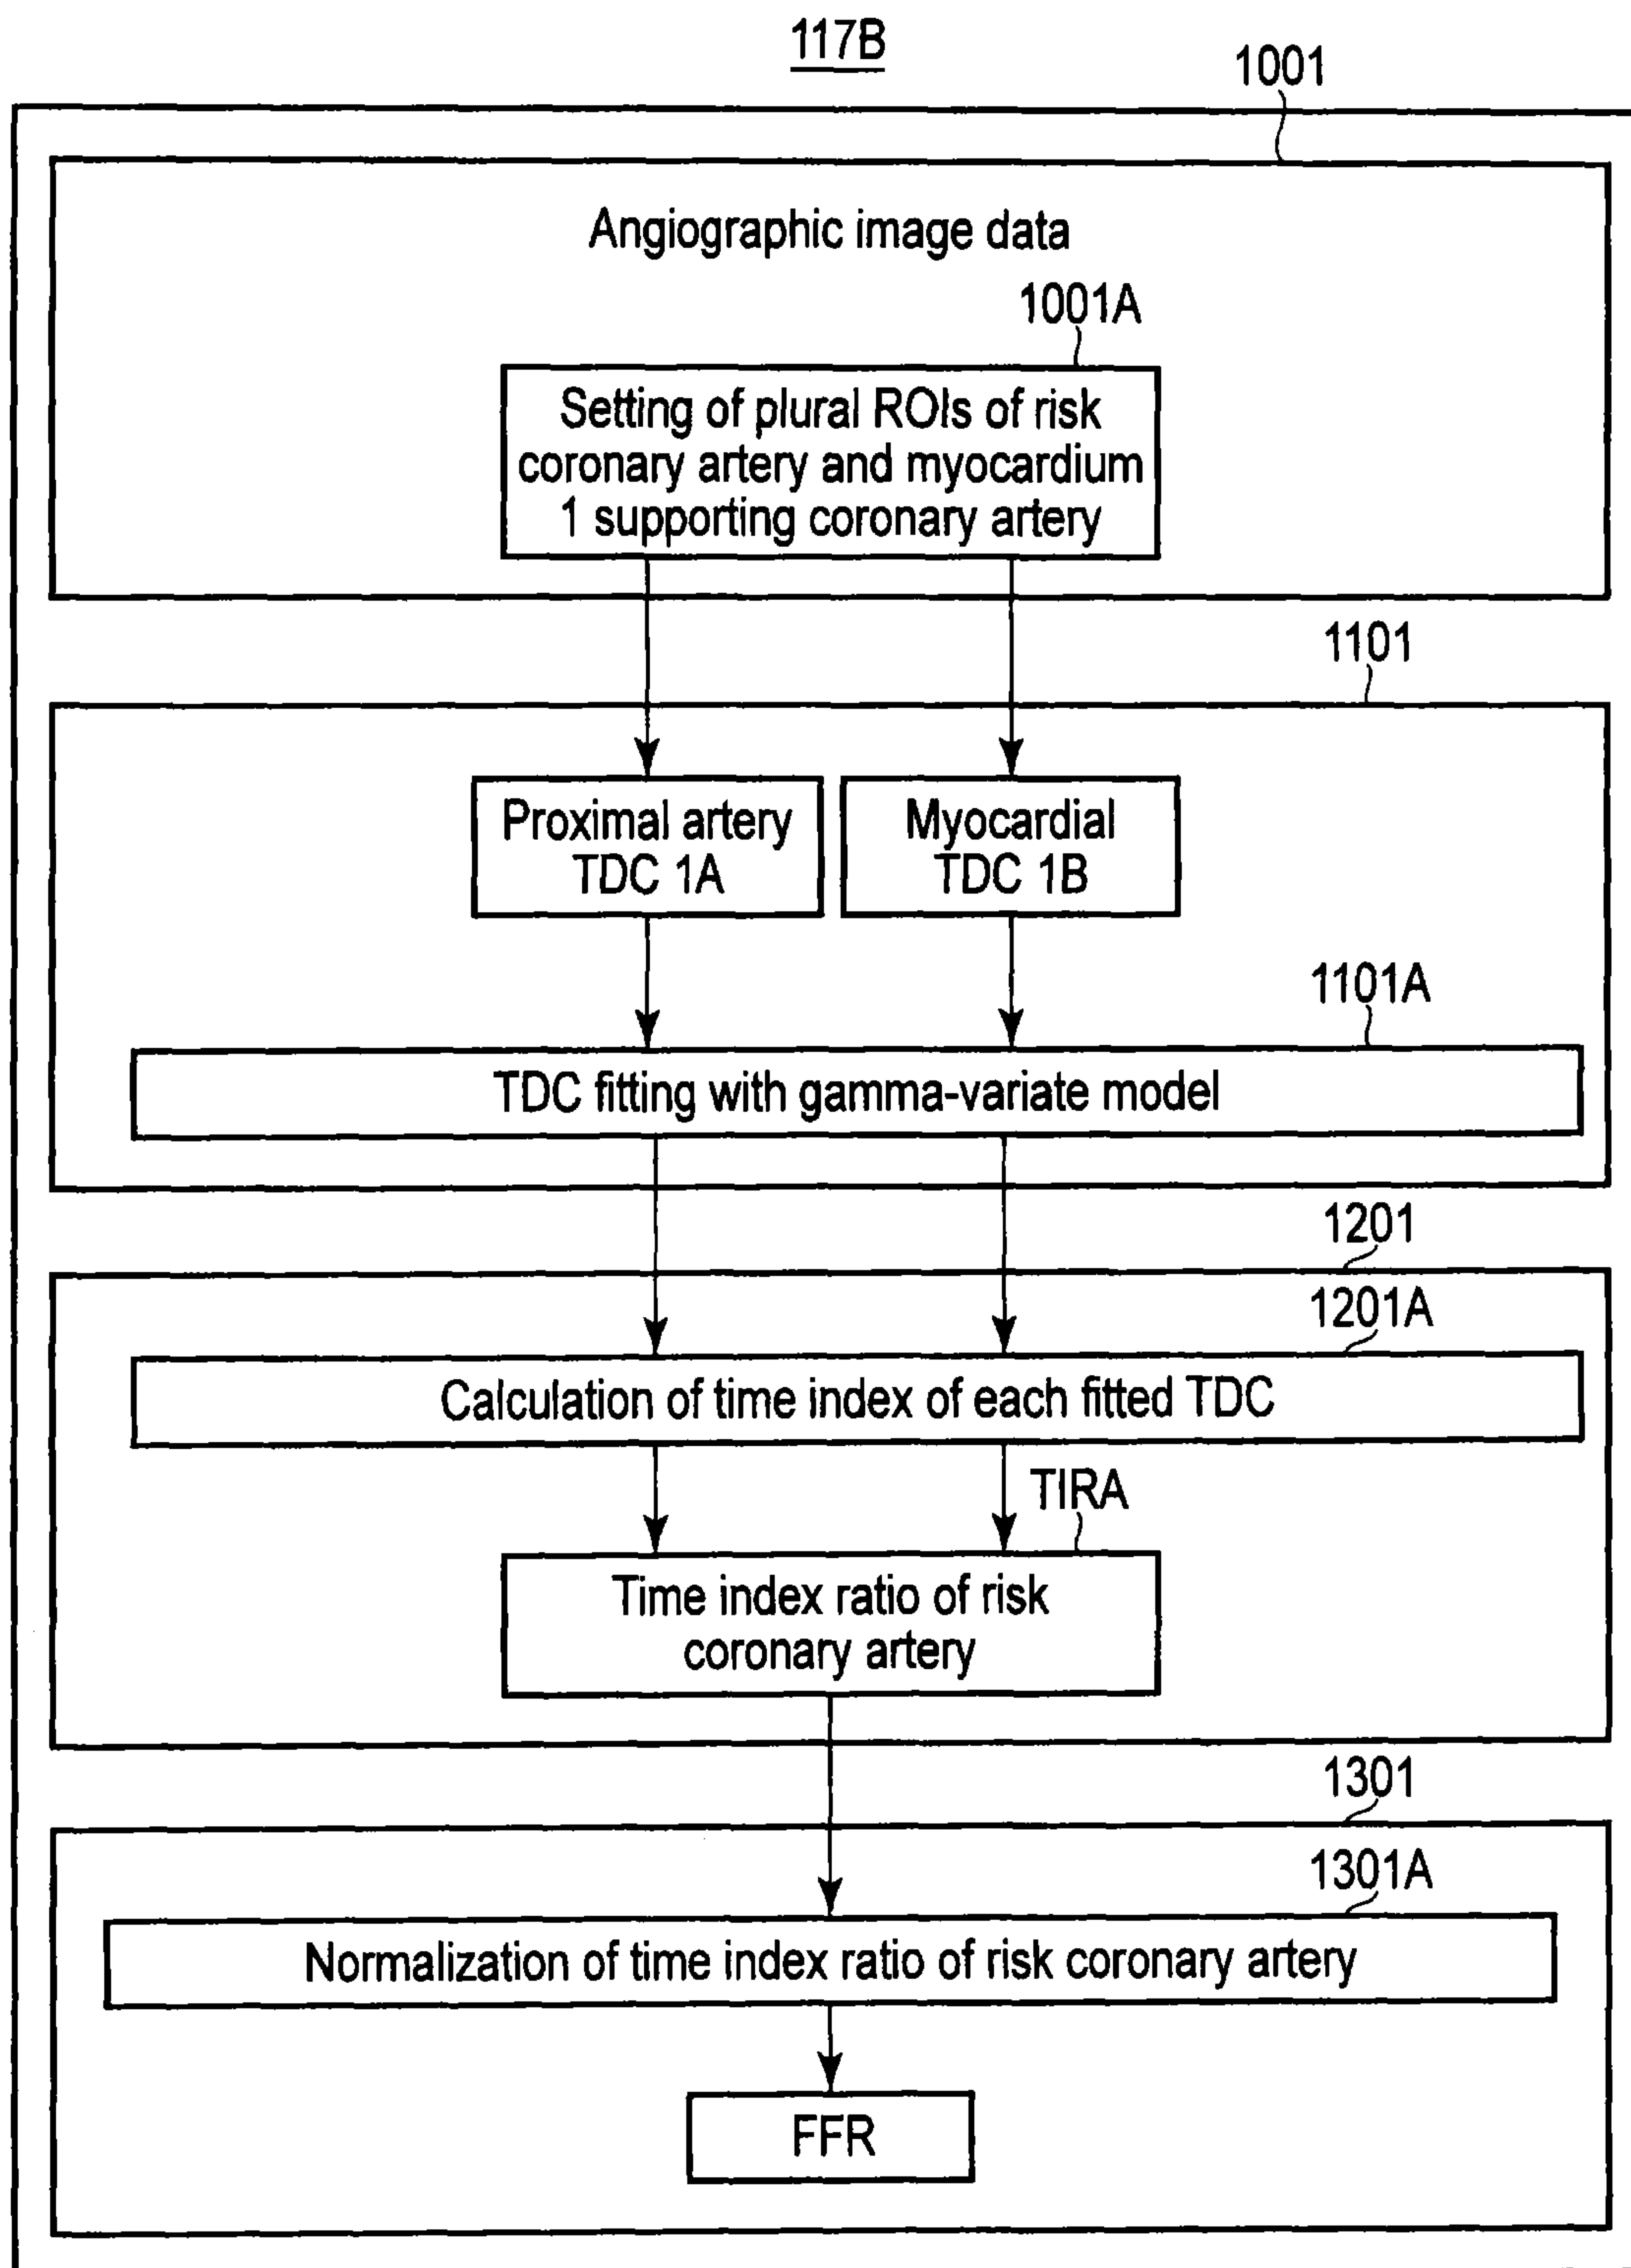 117B
1001
Angiographic image data
1001A
Setting of plural ROIs of risk
coronary artery and myocardium
1 supporting coronary artery
1101
Proximal artery
TDC 1A
Myocardial
TDC 1B
1101A
TDC fitting with gamma-variate model
1201
1201A
Calculation of time index of each fitted TDC
TIRA
Time index ratio of risk
coronary artery
1301
1301A
Normalization of time index ratio of risk coronary artery
FFR